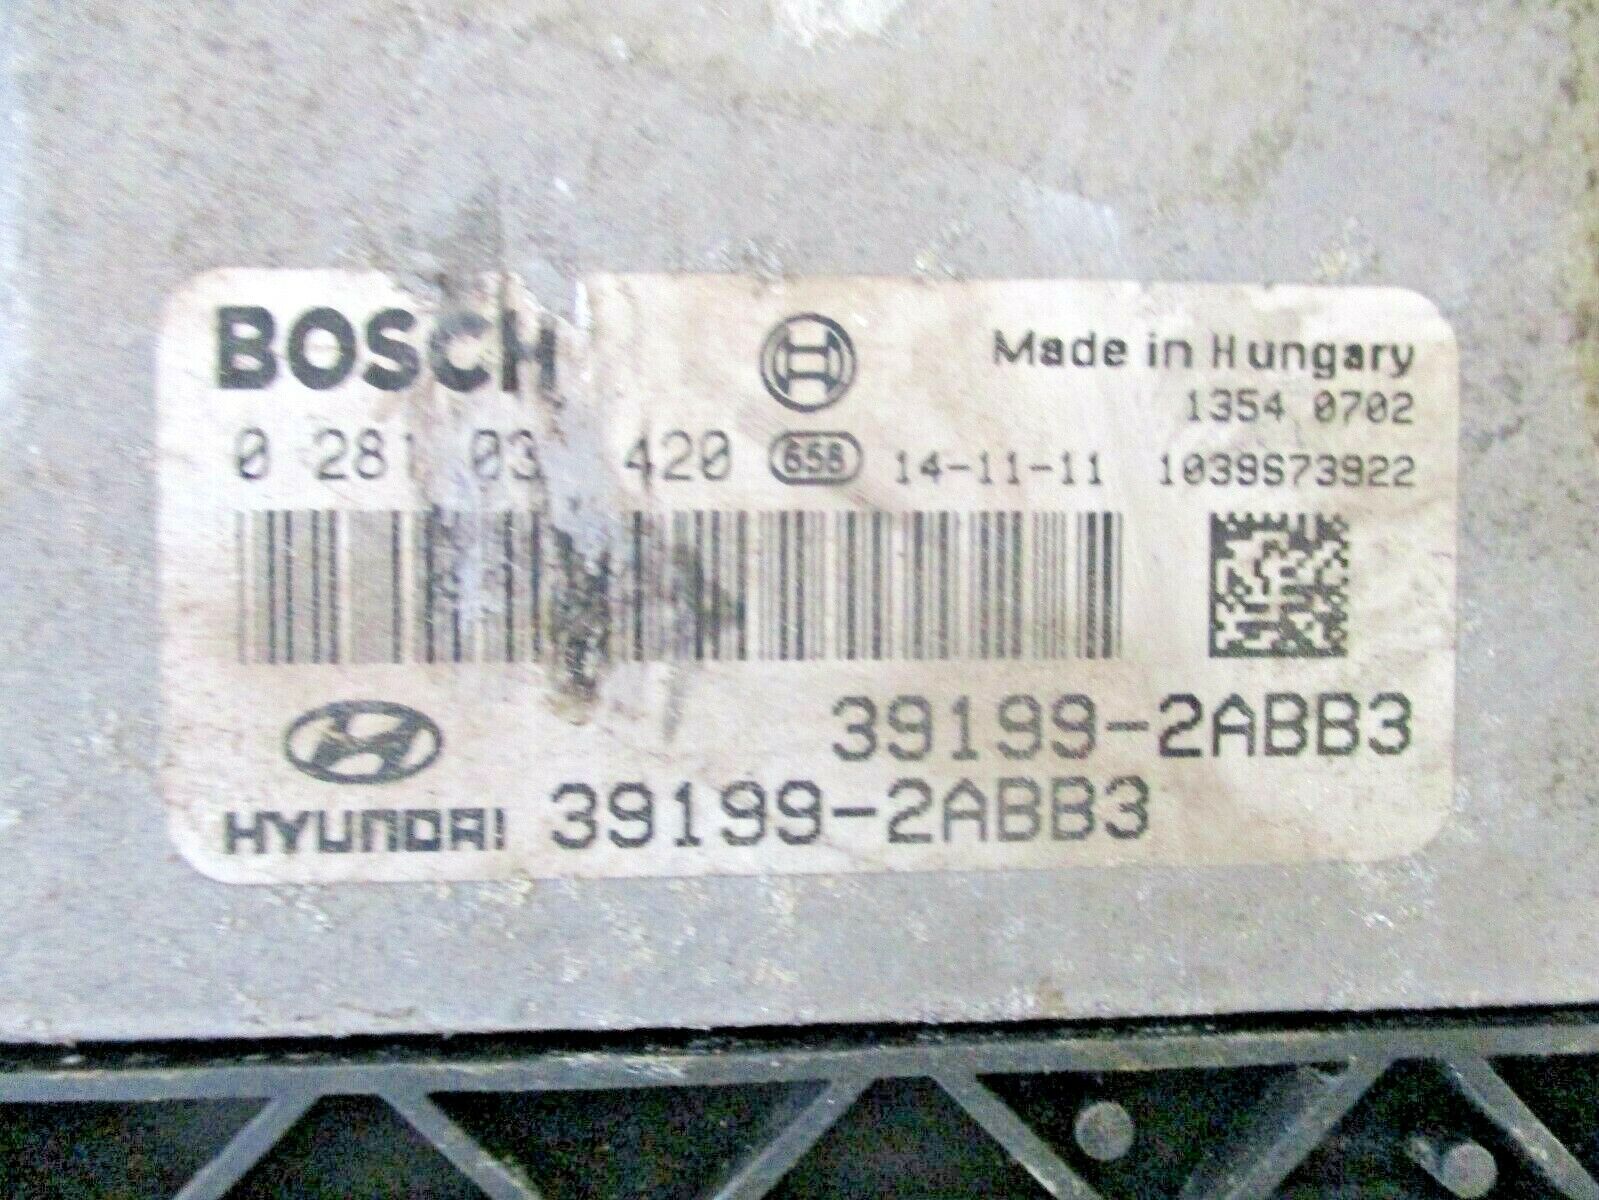 BOSCH
Made in Hungary
1354 0702
0 281 03 420 658 14-11-11 1039S73922
39199-2ABB3
HYUNDAI 39199-2ABB3